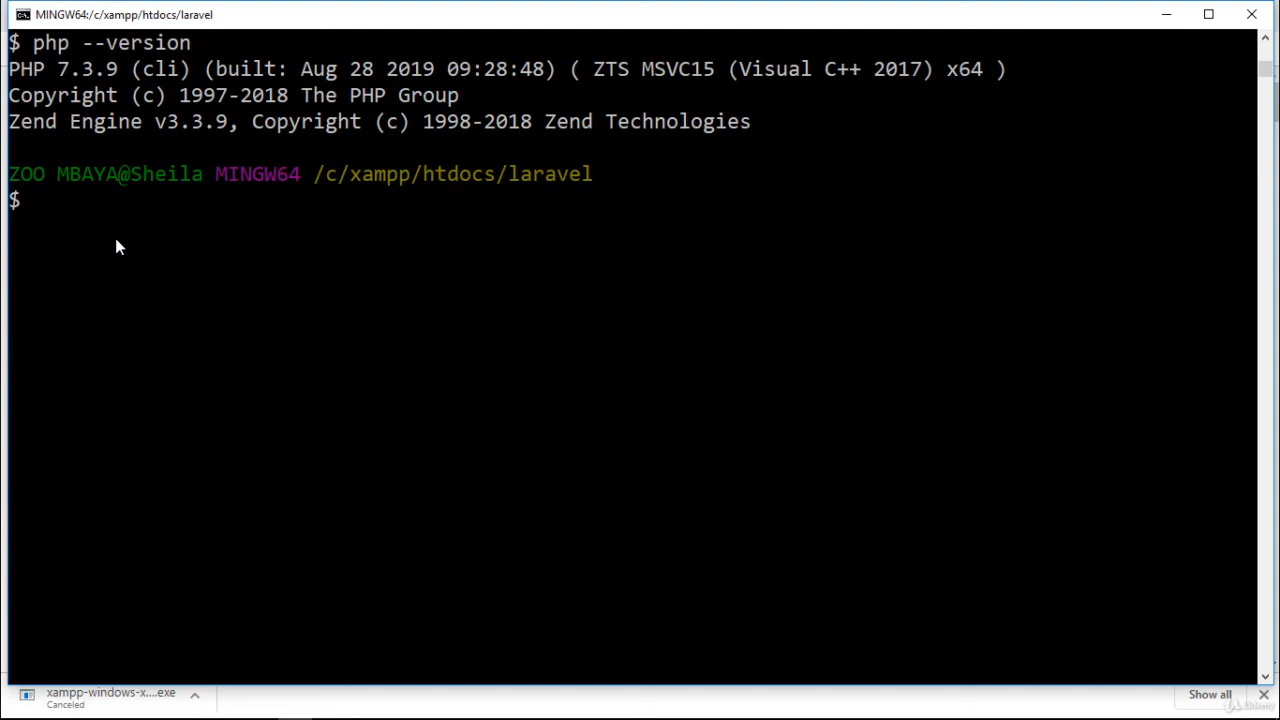 MINGW64:/c/xampp/htdocs/laravel
$ php --version
PHP 7.3.9 (cli) (built: Aug 28 2019 09:28:48) ( ZTS MSVC15 (Visual C++ 2017) x64 )
Copyright (c) 1997-2018 The PHP Group
Zend Engine v3.3.9, Copyright (c) 1998-2018 Zend Technologies
ZOO MBAYA@Sheila MINGW64 /c/xampp/htdocs/laravel
$
xampp-windows-x....exe
Canceled
Show all
Udemy